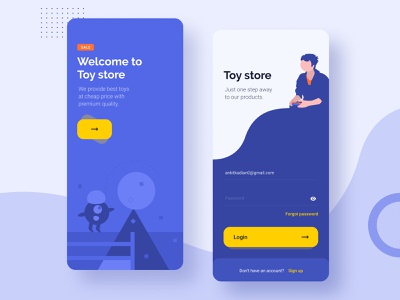 SALE
Welcome to
Toy store
We provide best toys
at cheap price with
premium quality.
Toy store
Just one step away
to our products.
ankitkadian0@gmail.com
Password
Forgot password
Login
Don't have an account? Sign up